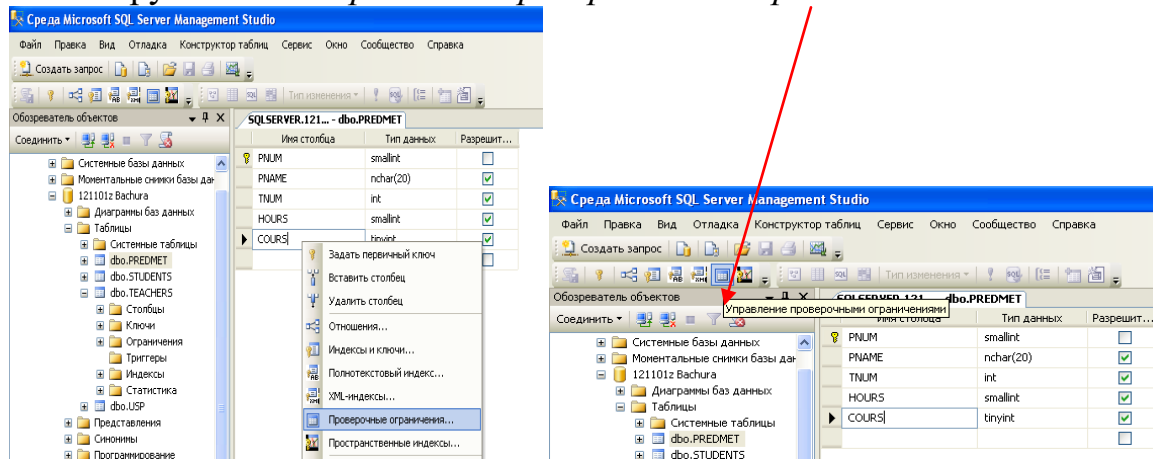 Среда Microsoft SQL Server Management Studio
Файл Правка Вид Отладка Конструктор таблиц Сервис Окно Сообщество Справка
Создать запрос
Тип изменения
Обозреватель объектов
SQLSERVER.121... - dbo.PREDMET
Соединить
Имя столбца Тип данных Разрешит...
Системные базы данных
Моментальные снимки базы дан
121101z Bachura
Диаграммы баз данных
Таблицы
Системные таблицы
dbo.PREDMET
dbo.STUDENTS
dbo.TEACHERS
Столбцы
Ключи
Ограничения
Триггеры
Индексы
Статистика
dbo.USP
Представления
Синонимы
Программирование
PNUM smallint
PNAME nchar(20)
TNUM int
HOURS smallint
COURS tinyint
Задать первичный ключ
Вставить столбец
Удалить столбец
Отношения...
Индексы и ключи...
Полнотекстовый индекс...
XML-индексы...
Проверочные ограничения...
Пространственные индексы...
Среда Microsoft SQL Server Management Studio
Файл Правка Вид Отладка Конструктор таблиц Сервис Окно Сообщество Справка
Создать запрос
Тип изменения
Обозреватель объектов
SQLSERVER.121... dbo.PREDMET
Управление проверочными ограничениями
Соединить
Имя столбца Тип данных Разрешит...
Системные базы данных
Моментальные снимки базы дан
121101z Bachura
Диаграммы баз данных
Таблицы
Системные таблицы
dbo.PREDMET
dbo.STUDENTS
PNUM smallint
PNAME nchar(20)
TNUM int
HOURS smallint
COURS tinyint